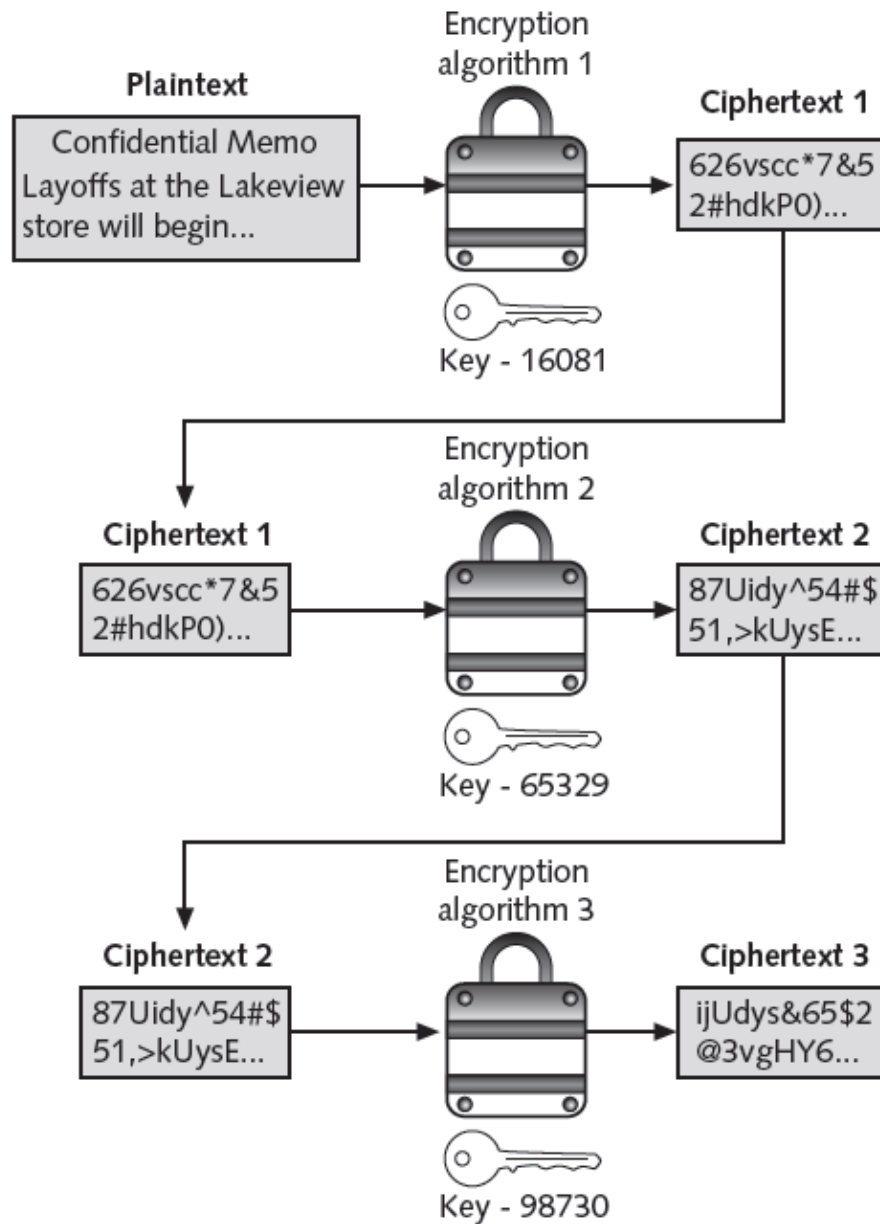 Encryption
algorithm 1
Plaintext
Ciphertext 1
Confidential Memo
Layoffs at the Lakeview
store will begin...
626vscc*7&5
2#hdkP0)...
Key - 16081
Encryption
algorithm 2
Ciphertext 1
Ciphertext 2
626vscc*7&5
2#hdkP0)...
87Uidy^54#$
51,>kUysE...
Key - 65329
Encryption
algorithm 3
Ciphertext 2
Ciphertext 3
87Uidy^54#$
51,>kUysE...
ijUdys&65$2
@3vgHY6...
Key - 98730